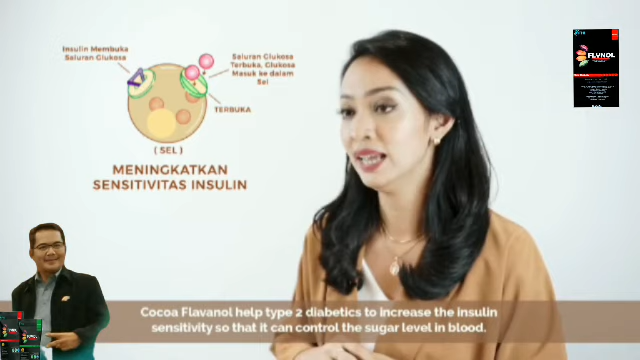 Insulin Membuka
Saluran Glukosa
Saluran Glukosa
Terbuka, Glukosa
Masuk ke dalam
Sel
TERBUKA
( SEL )
MENINGKATKAN
SENSITIVITAS INSULIN
FLVNOL
Cocoa Flavanol help type 2 diabetics to increase the insulin
sensitivity so that it can control the sugar level in blood.